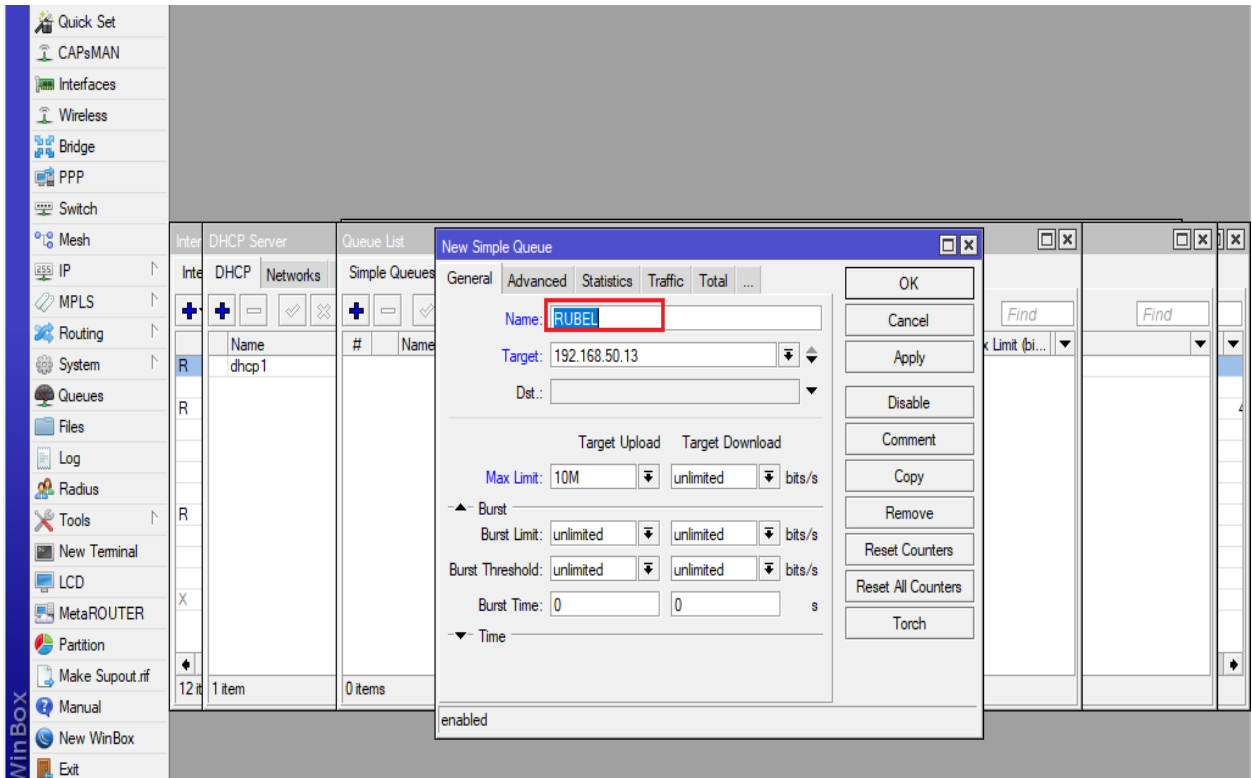 Quick Set
CAPsMAN
Interfaces
Wireless
Bridge
PPP
Switch
Mesh
IP
MPLS
Routing
System
Queues
Files
Log
Radius
Tools
New Terminal
LCD
MetaROUTER
Partition
Make Supout.rif
Manual
New WinBox
Exit
WinBox
Inter
Inte
R
R
R
X
12 it
DHCP Server
DHCP Networks
Name
dhcp1
1 item
Queue List
Simple Queues
# Name
0 items
New Simple Queue
General Advanced Statistics Traffic Total ...
Name: RUBEL
Target: 192.168.50.13
Dst.:
Target Upload Target Download
Max Limit: 10M unlimited bits/s
Burst
Burst Limit: unlimited unlimited bits/s
Burst Threshold: unlimited unlimited bits/s
Burst Time: 0 0 s
Time
enabled
OK
Cancel
Apply
Disable
Comment
Copy
Remove
Reset Counters
Reset All Counters
Torch
Find
x Limit (bi...
Find